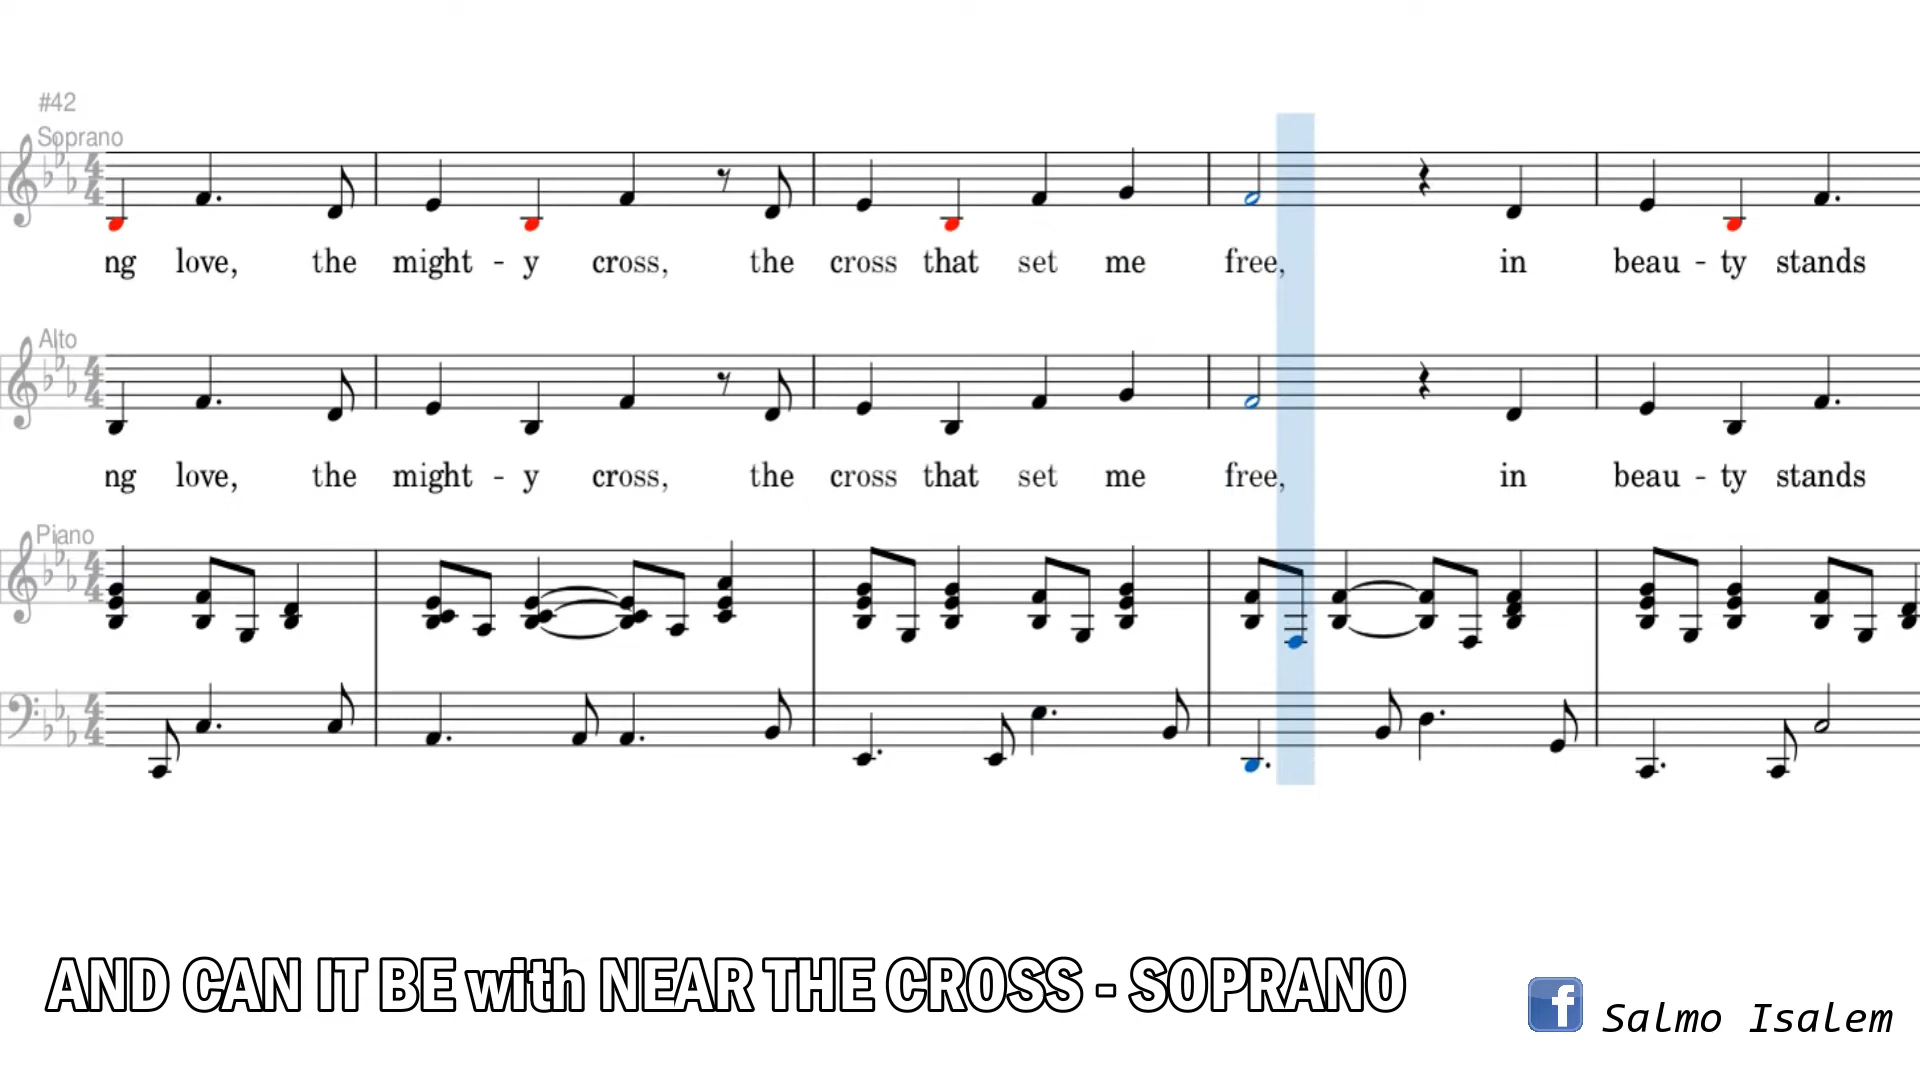 #42
Soprano
ng love, the might - y cross, the cross that set me free, in beau - ty stands
Alto
ng love, the might - y cross, the cross that set me free, in beau - ty stands
Piano
AND CAN IT BE with NEAR THE CROSS - SOPRANO
f Salmo Isalem